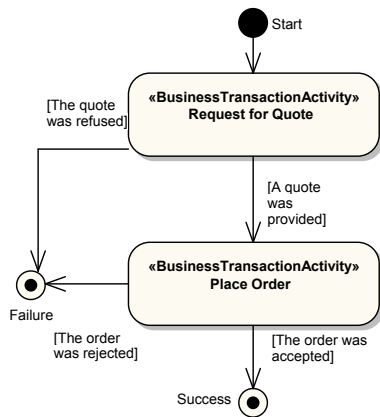 Start
«BusinessTransactionActivity»
Request for Quote
[The quote
was refused]
[A quote
was
provided]
«BusinessTransactionActivity»
Place Order
Failure
[The order
was rejected]
[The order was
accepted]
Success